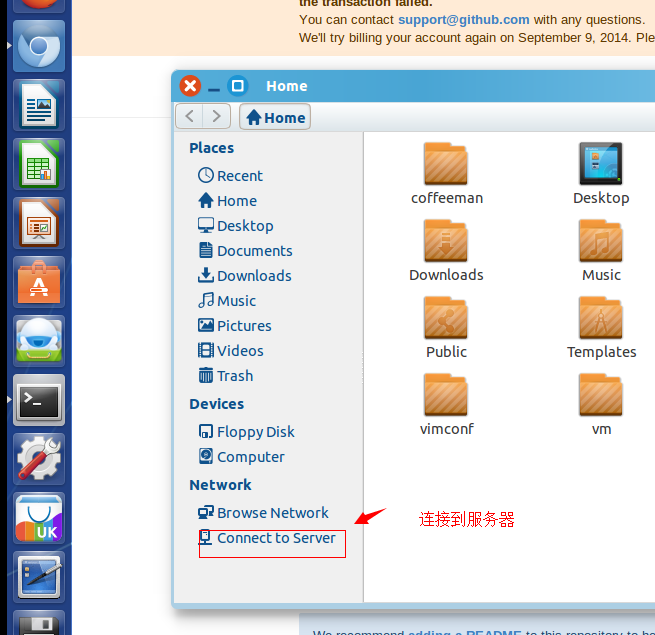 the transaction failed.
You can contact support@github.com with any questions.
We'll try billing your account again on September 9, 2014. Ple
Home
Home
Places
Recent
Home
Desktop
Documents
Downloads
Music
Pictures
Videos
Trash
Devices
Floppy Disk
Computer
Network
Browse Network
Connect to Server
coffeeman
Desktop
Downloads
Music
Public
Templates
vimconf
vm
连接到服务器
UK
We recommend adding a README to this repository to he